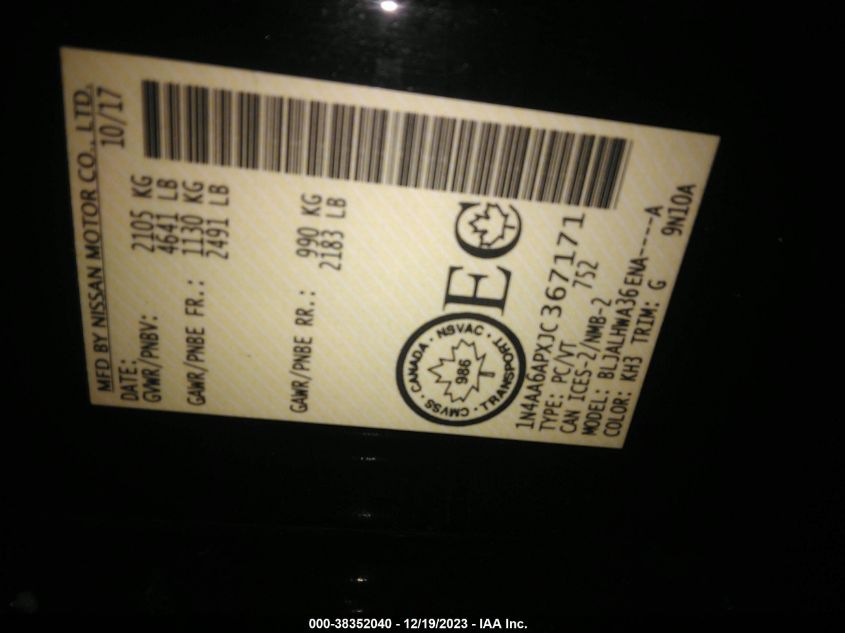 MFD BY NISSAN MOTOR CO., LTD.
DATE: 10/17
GVWR/PNBV: 2105 KG
4641 LB
GAWR/PNBE FR.: 1130 KG
2491 LB
GAWR/PNBE RR.: 990 KG
2183 LB
CANADA · NSVAC · TRANSPORT · CMVSS ·
986
EC
1N4AA6APXJC367171
TYPE: PC/VT
CAN ICES-2/NMB-2 752
MODEL: BLJALHWA36ENA----A
COLOR: KH3 TRIM: G 9NI0A
000-38352040 - 12/19/2023 - IAA Inc.